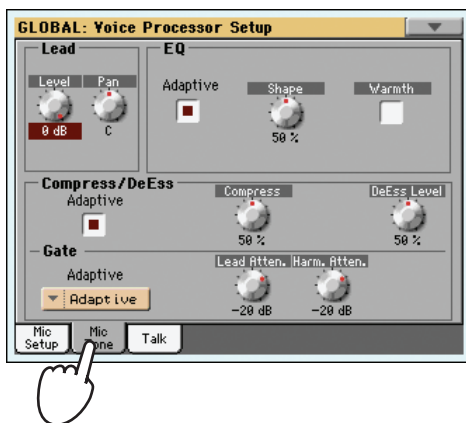 GLOBAL: Voice Processor Setup
Lead
Level Pan
0 dB C
EQ
Adaptive Shape Warmth
50 %
Compress/DeEss
Adaptive Compress DeEss Level
50 % 50 %
Gate
Adaptive Lead Atten. Harm. Atten.
Adaptive -20 dB -20 dB
Mic Setup
Mic
Talk